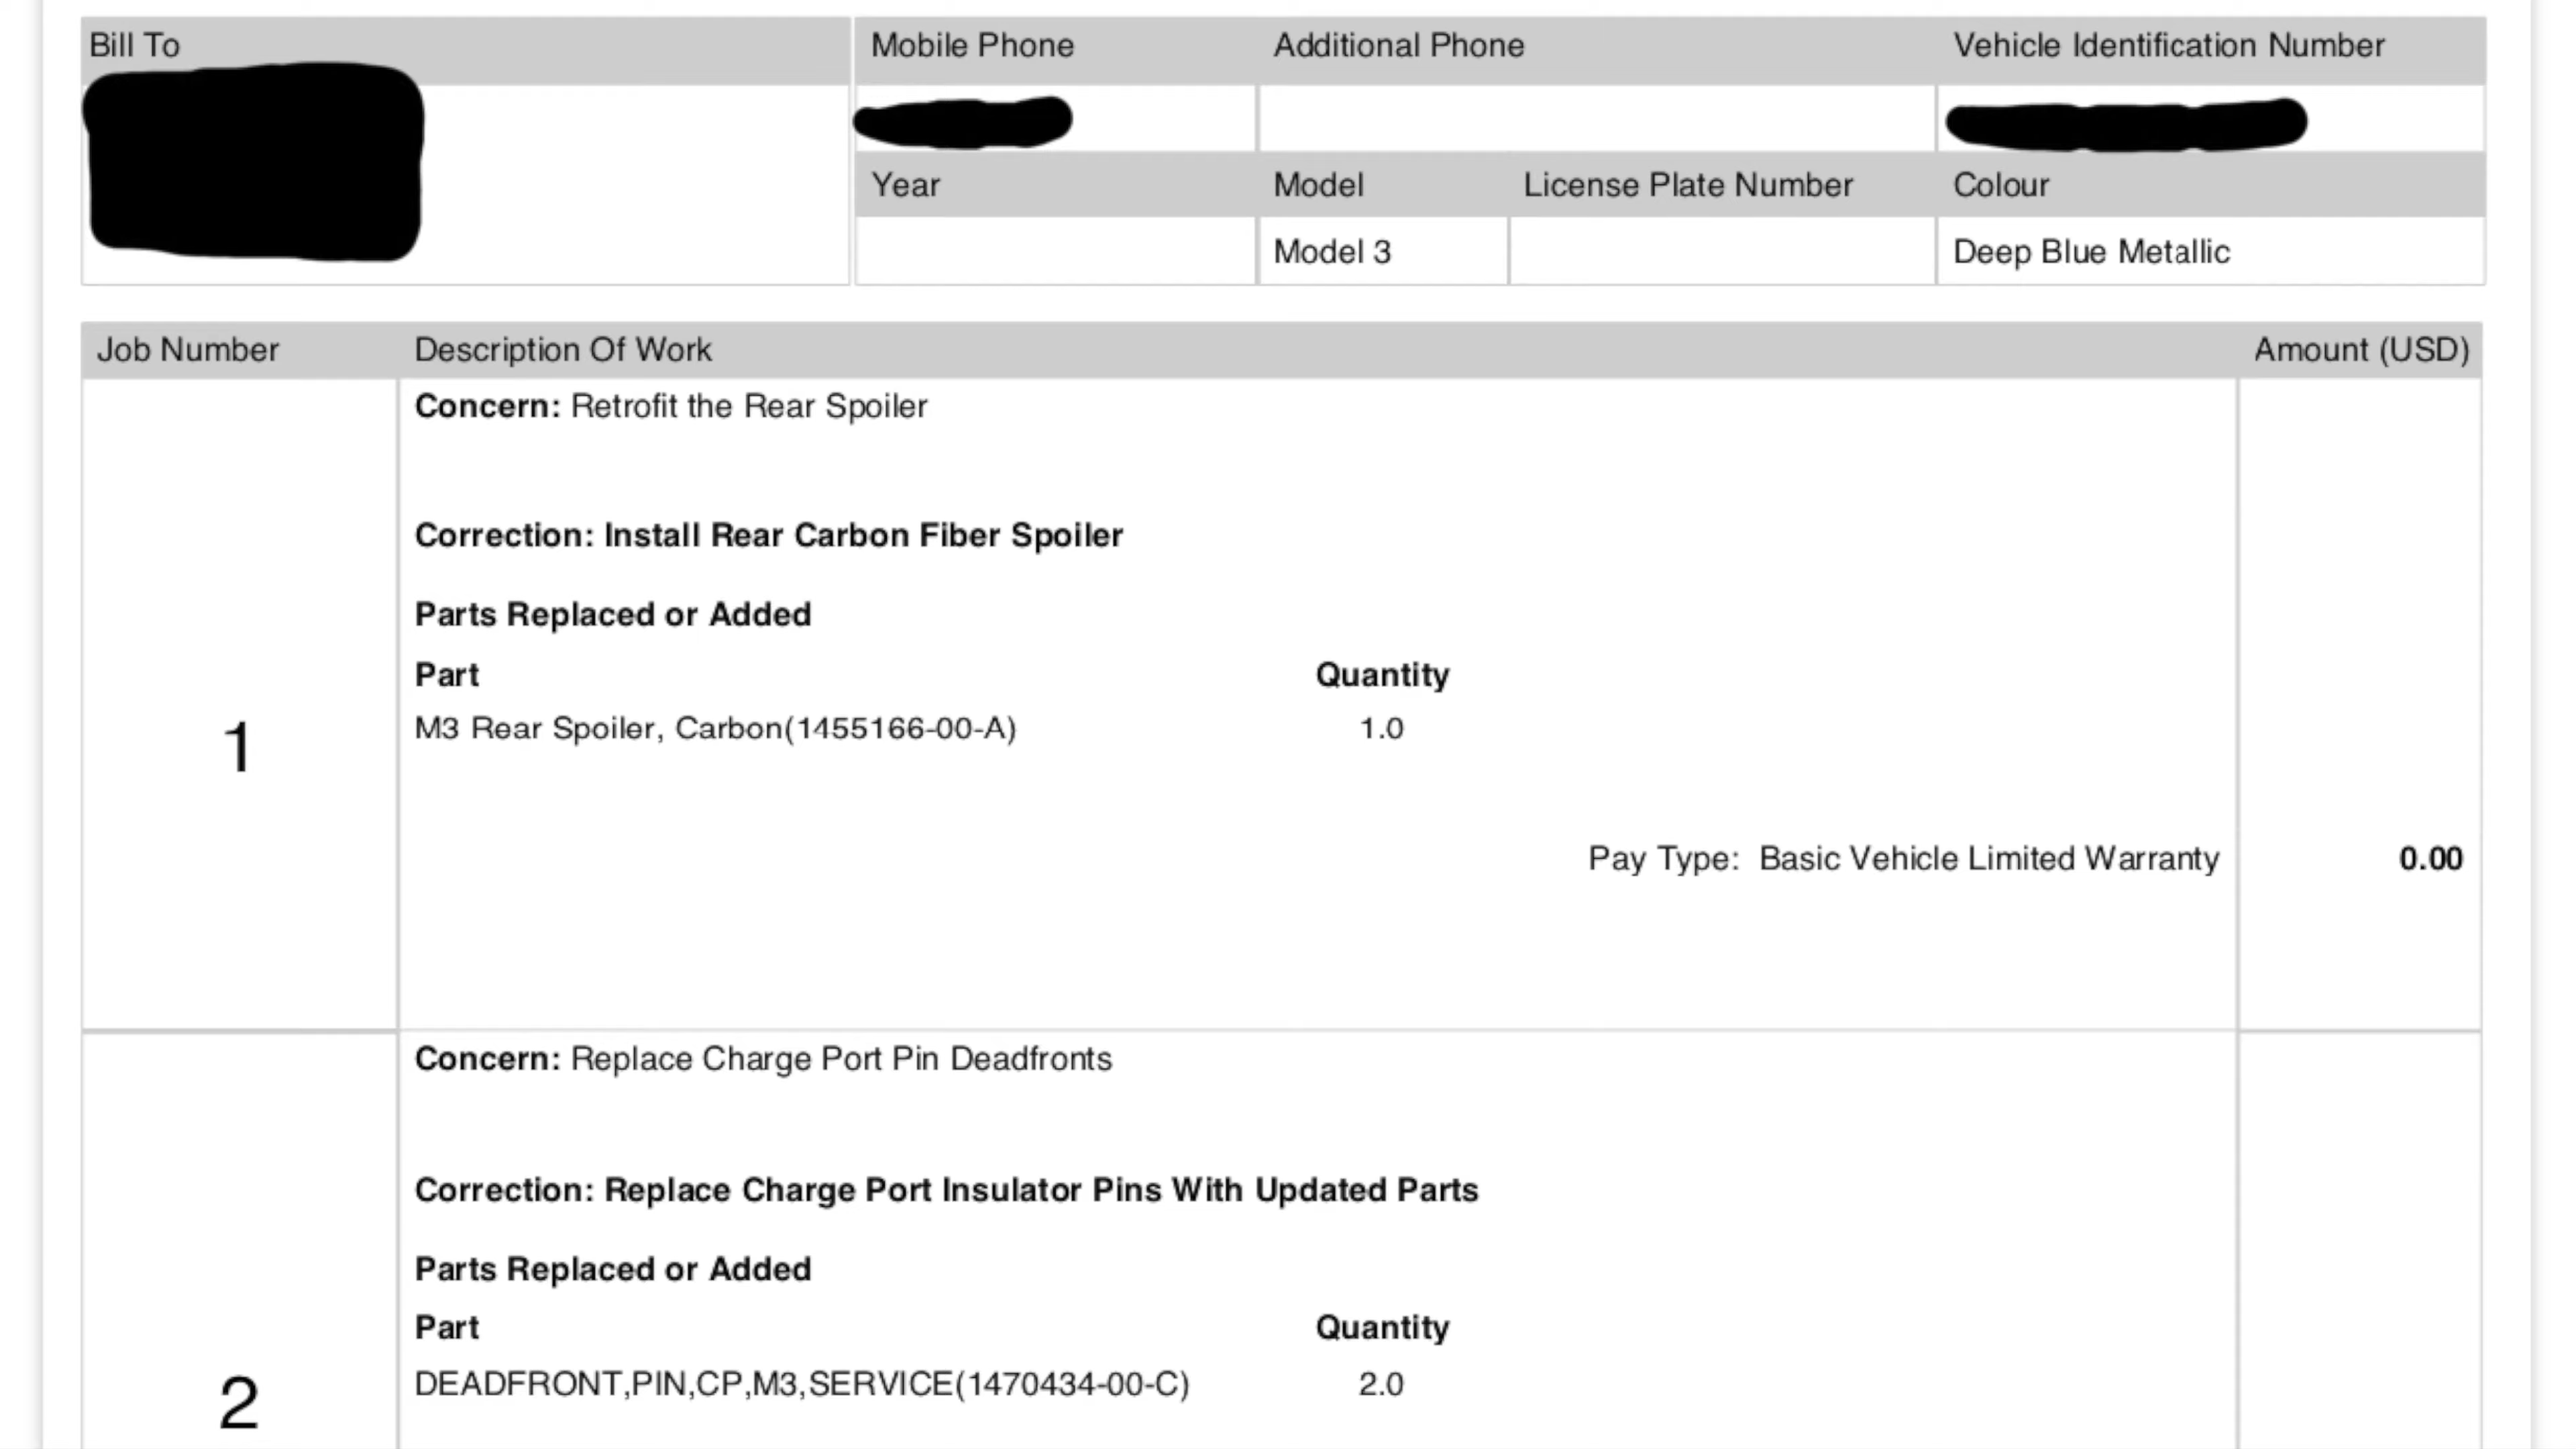 Bill To
Mobile Phone
Additional Phone
Vehicle Identification Number
Year
Model
License Plate Number
Colour
Model 3
Deep Blue Metallic
Job Number
Description Of Work
Amount (USD)
1
Concern: Retrofit the Rear Spoiler
Correction: Install Rear Carbon Fiber Spoiler
Parts Replaced or Added
Part Quantity
M3 Rear Spoiler, Carbon(1455166-00-A) 1.0
Pay Type: Basic Vehicle Limited Warranty 0.00
2
Concern: Replace Charge Port Pin Deadfronts
Correction: Replace Charge Port Insulator Pins With Updated Parts
Parts Replaced or Added
Part Quantity
DEADFRONT,PIN,CP,M3,SERVICE(1470434-00-C) 2.0